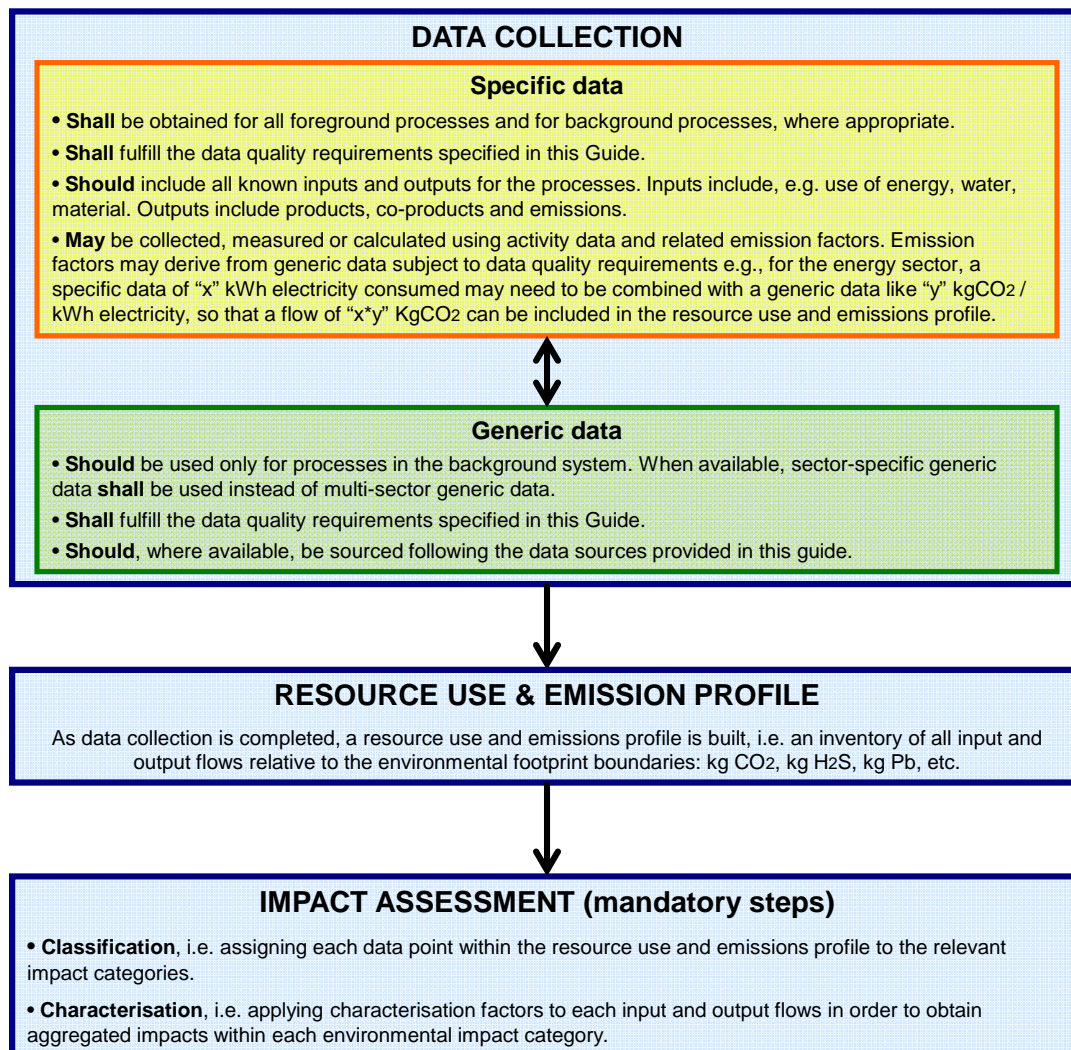 DATA COLLECTION
Specific data
• Shall be obtained for all foreground processes and for background processes, where appropriate.
• Shall fulfill the data quality requirements specified in this Guide.
• Should include all known inputs and outputs for the processes. Inputs include, e.g. use of energy, water,
material. Outputs include products, co-products and emissions.
• May be collected, measured or calculated using activity data and related emission factors. Emission
factors may derive from generic data subject to data quality requirements e.g., for the energy sector, a
specific data of “x” kWh electricity consumed may need to be combined with a generic data like “y” kgCO2 /
kWh electricity, so that a flow of “x*y” KgCO2 can be included in the resource use and emissions profile.
Generic data
• Should be used only for processes in the background system. When available, sector-specific generic
data shall be used instead of multi-sector generic data.
• Shall fulfill the data quality requirements specified in this Guide.
• Should, where available, be sourced following the data sources provided in this guide.
RESOURCE USE & EMISSION PROFILE
As data collection is completed, a resource use and emissions profile is built, i.e. an inventory of all input and
output flows relative to the environmental footprint boundaries: kg CO2, kg H2S, kg Pb, etc.
IMPACT ASSESSMENT (mandatory steps)
• Classification, i.e. assigning each data point within the resource use and emissions profile to the relevant
impact categories.
• Characterisation, i.e. applying characterisation factors to each input and output flows in order to obtain
aggregated impacts within each environmental impact category.